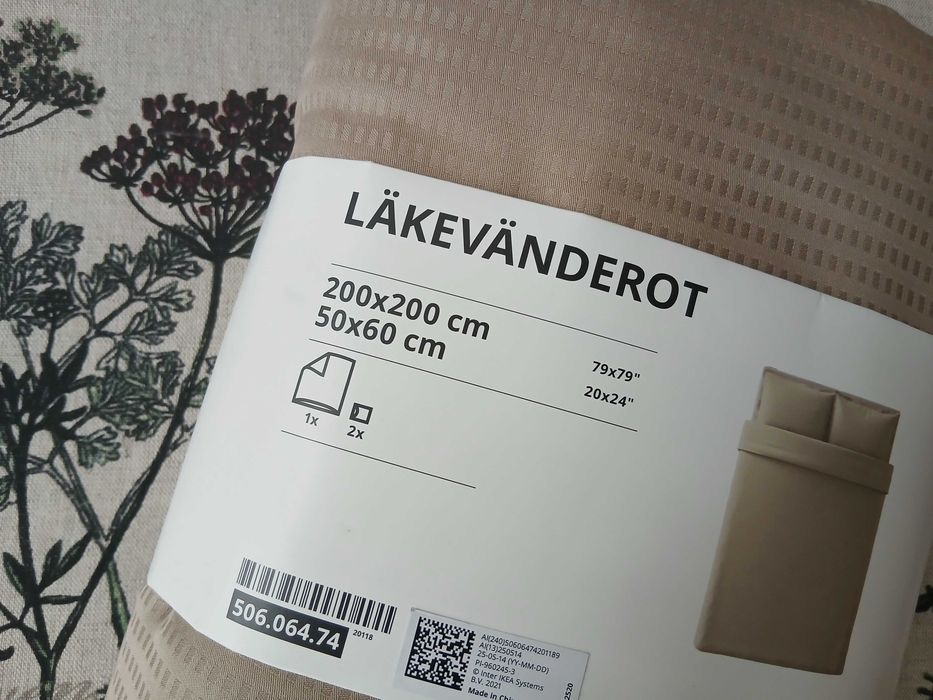 LÄKEVÄNDEROT
200x200 cm
50x60 cm
79x79"
20x24"
1x
2x
506.064.74
20118
AI(240)50606474201189
AI(13)250514
25-05-14 (YY-MM-DD)
PI-960245-3
© Inter IKEA Systems
B.V. 2021
Made in Chi
2520